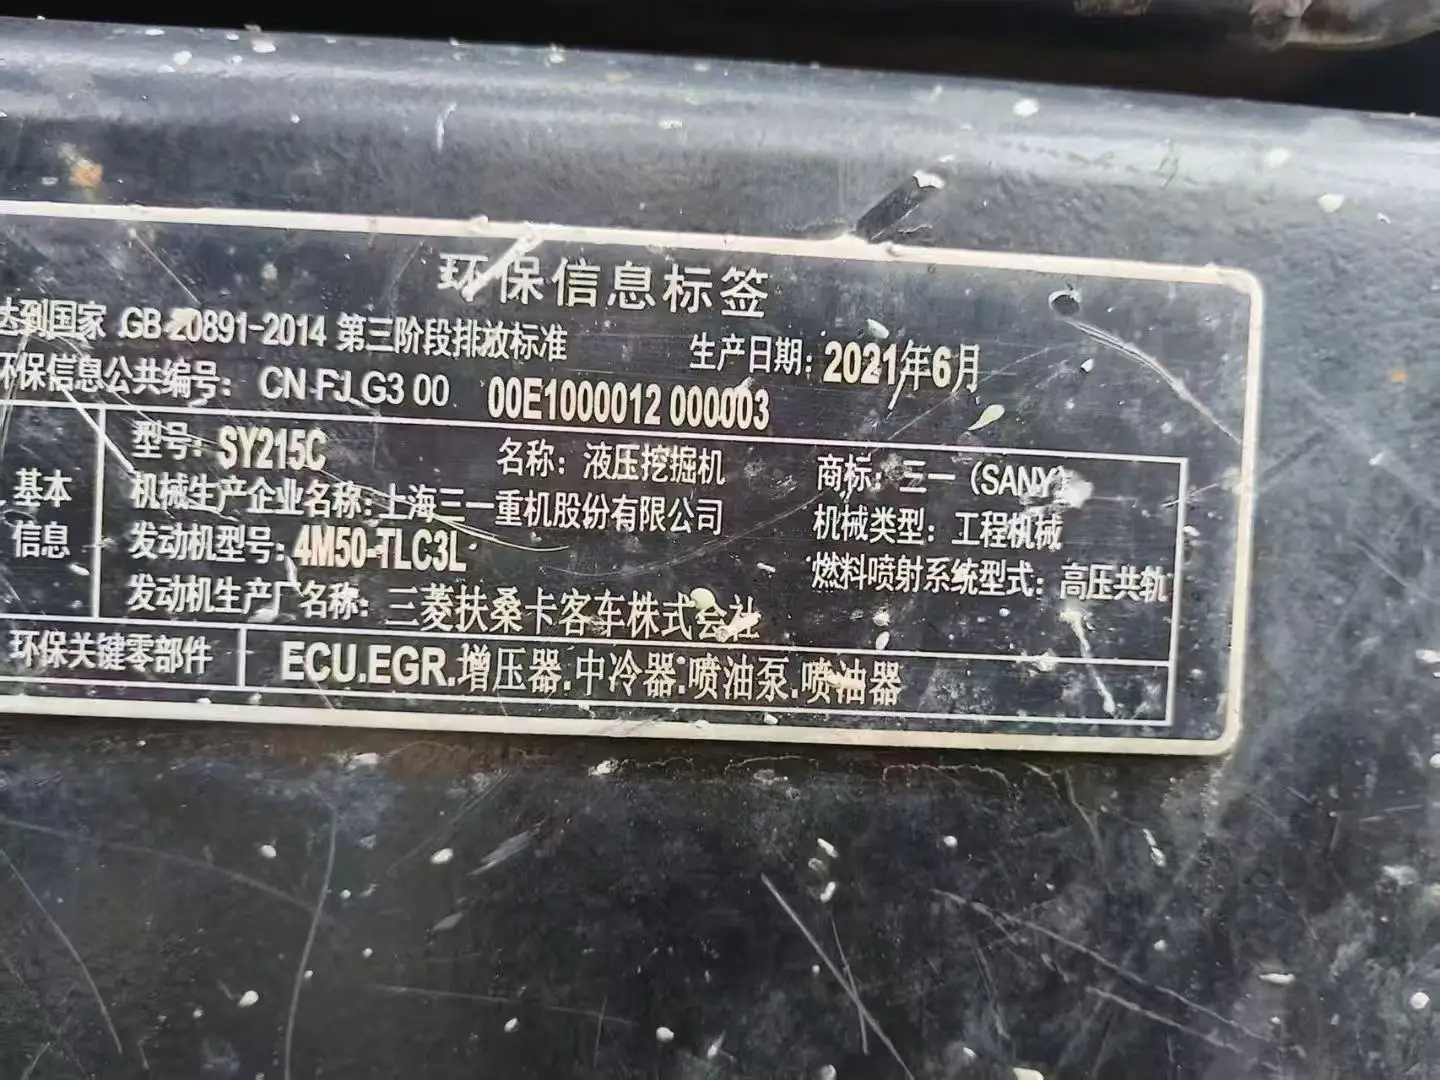 环保信息标签
达到国家 GB 20891-2014 第三阶段排放标准 生产日期：2021年6月
环保信息公共编号： CN FJ G3 00 00E1000012 000003
基本信息
型号：SY215C 名称：液压挖掘机 商标：三一（SANY）
机械生产企业名称：上海三一重机股份有限公司 机械类型：工程机械
发动机型号：4M50-TLC3L 燃料喷射系统型式：高压共轨
发动机生产厂名称：三菱扶桑卡客车株式会社
环保关键零部件 ECU.EGR.增压器.中冷器.喷油泵.喷油器